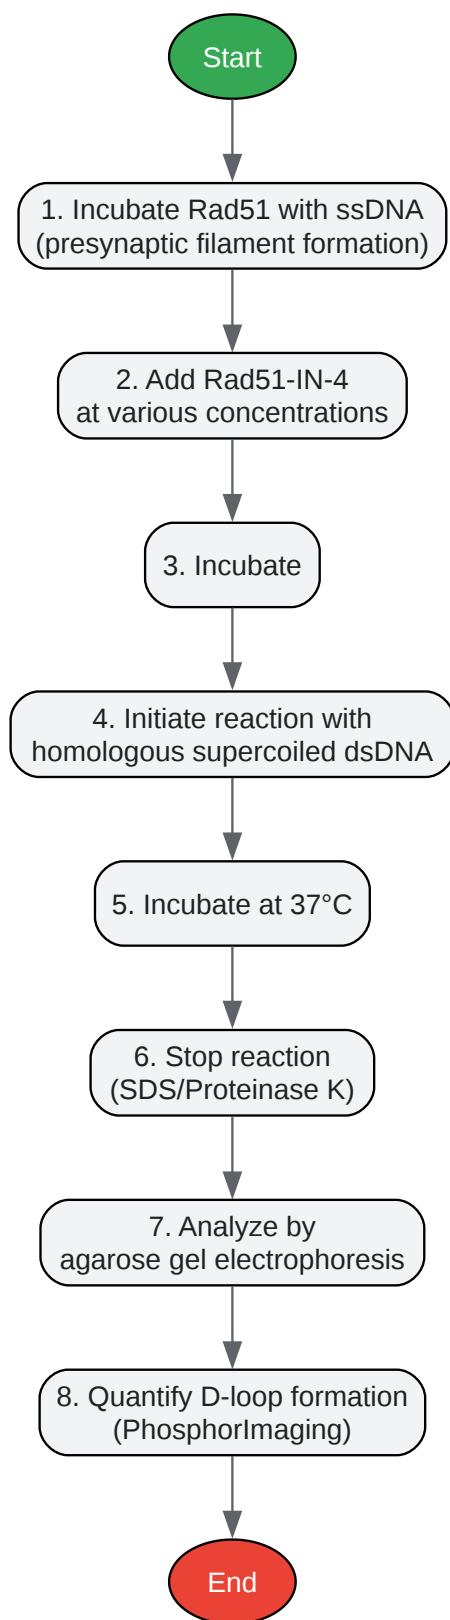 Start
1. Incubate Rad51 with ssDNA
(presynaptic filament formation)
2. Add Rad51-IN-4
at various concentrations
3. Incubate
4. Initiate reaction with
homologous supercoiled dsDNA
5. Incubate at 37°C
6. Stop reaction
(SDS/Proteinase K)
7. Analyze by
agarose gel electrophoresis
8. Quantify D-loop formation
(PhosphorImaging)
End